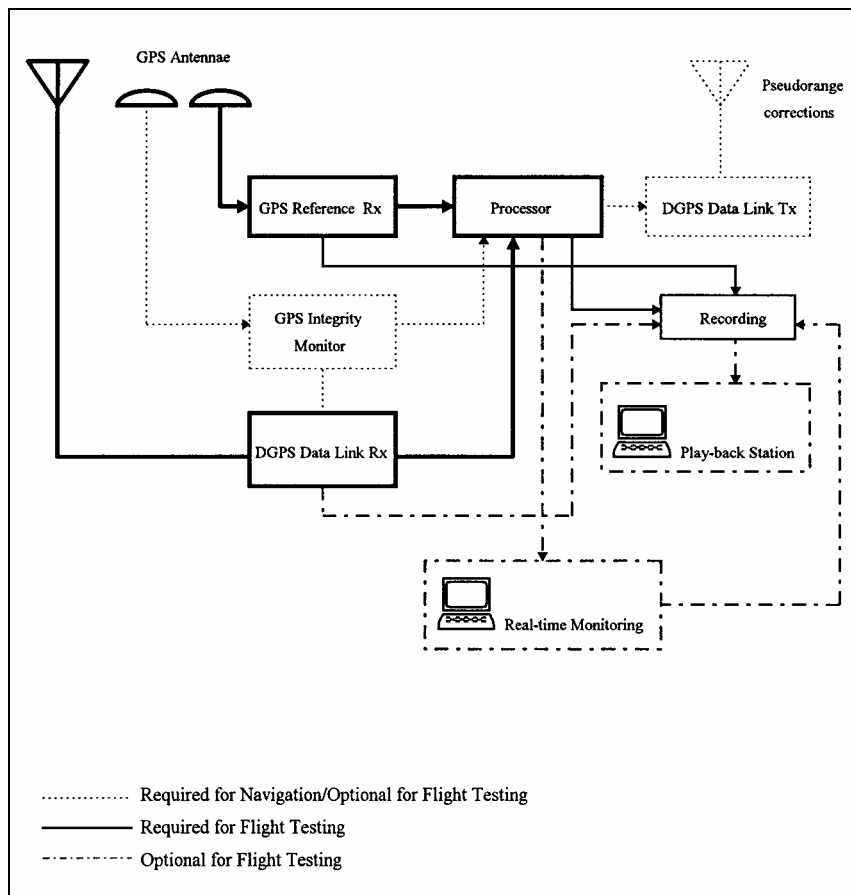 GPS Antennae
Pseudorange
corrections
GPS Reference Rx
Processor
DGPS Data Link Tx
GPS Integrity
Monitor
Recording
DGPS Data Link Rx
Play-back Station
Real-time Monitoring
Required for Navigation/Optional for Flight Testing
Required for Flight Testing
Optional for Flight Testing